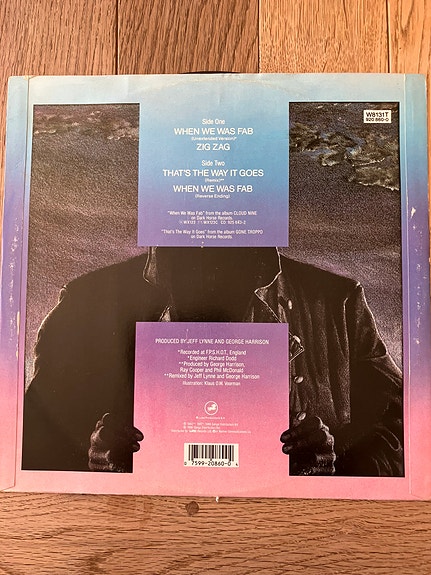 W8131T
920 860-0
Side One
WHEN WE WAS FAB
(Unextended Version)*
ZIG ZAG
Side Two
THAT'S THE WAY IT GOES
(Remix)**
WHEN WE WAS FAB
(Reverse Ending)
"When We Was Fab" from the album CLOUD NINE
on Dark Horse Records.
"That's The Way It Goes" from the album GONE TROPPO
on Dark Horse Records.
PRODUCED BY JEFF LYNNE AND GEORGE HARRISON
*Recorded at F.P.S.H.O.T., England
*Engineer Richard Dodd
**Produced by George Harrison,
Ray Cooper and Phil McDonald
**Remixed by Jeff Lynne and George Harrison
Illustration: Klaus O.W. Voorman
0 7599-20860-0